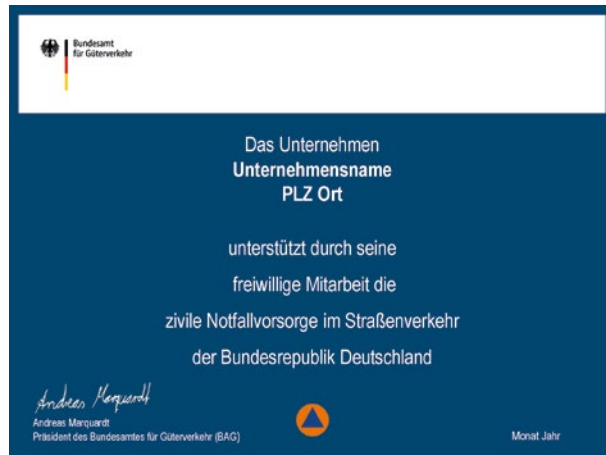 Bundesamt
für Güterverkehr
Das Unternehmen
Unternehmensname
PLZ Ort
unterstützt durch seine
freiwillige Mitarbeit die
zivile Notfallvorsorge im Straßenverkehr
der Bundesrepublik Deutschland
Andreas Marquardt
Andreas Marquardt
Präsident des Bundesamtes für Güterverkehr (BAG)
Monat Jahr